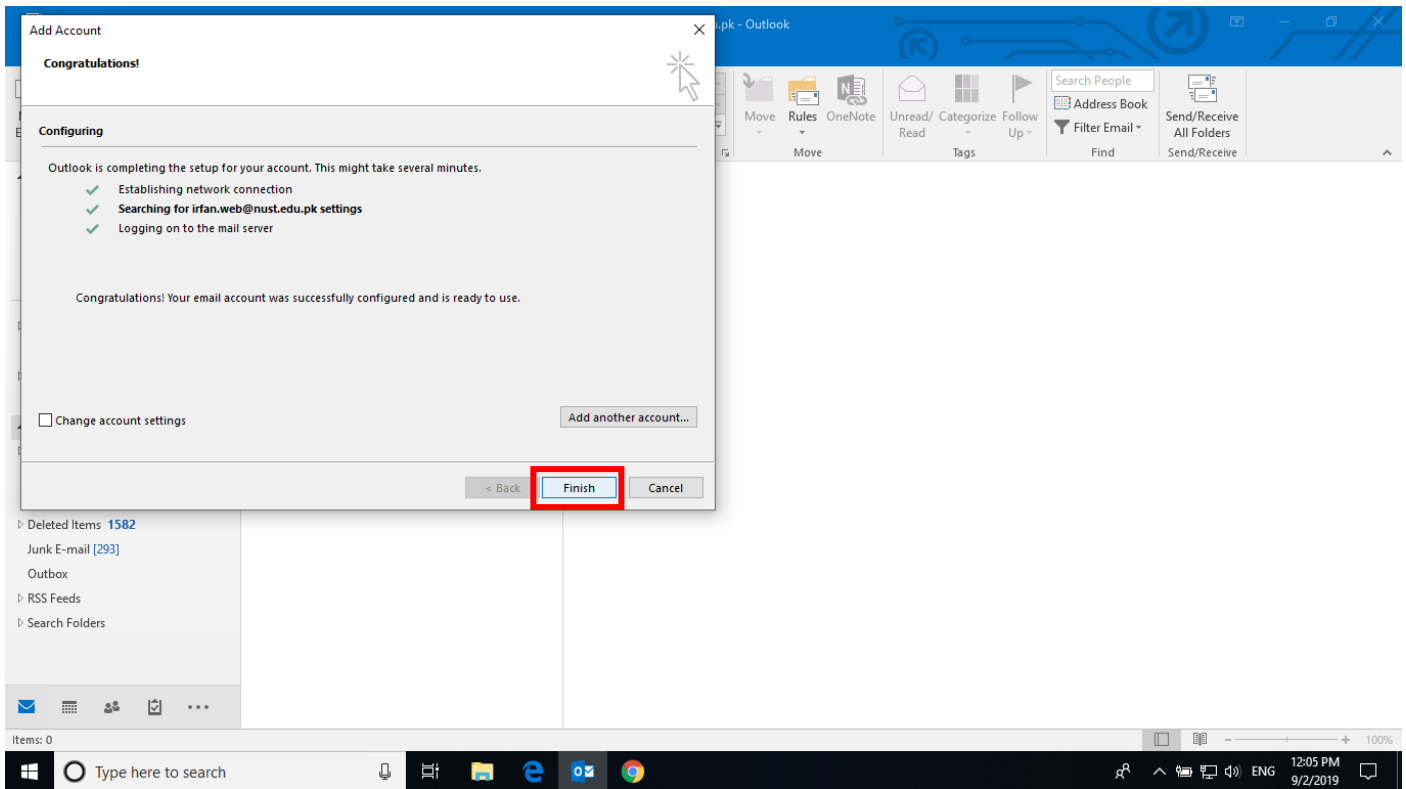 Add Account
u.pk - Outlook
Congratulations!
Configuring
Outlook is completing the setup for your account. This might take several minutes.
Establishing network connection
Searching for irfan.web@nust.edu.pk settings
Logging on to the mail server
Congratulations! Your email account was successfully configured and is ready to use.
Change account settings
Add another account...
< Back
Finish
Cancel
Move
Rules
OneNote
Move
Unread/
Read
Categorize
Follow
Up
Tags
Search People
Address Book
Filter Email
Find
Send/Receive
All Folders
Send/Receive
Deleted Items 1582
Junk E-mail [293]
Outbox
RSS Feeds
Search Folders
Items: 0
100%
Type here to search
ENG
12:05 PM
9/2/2019